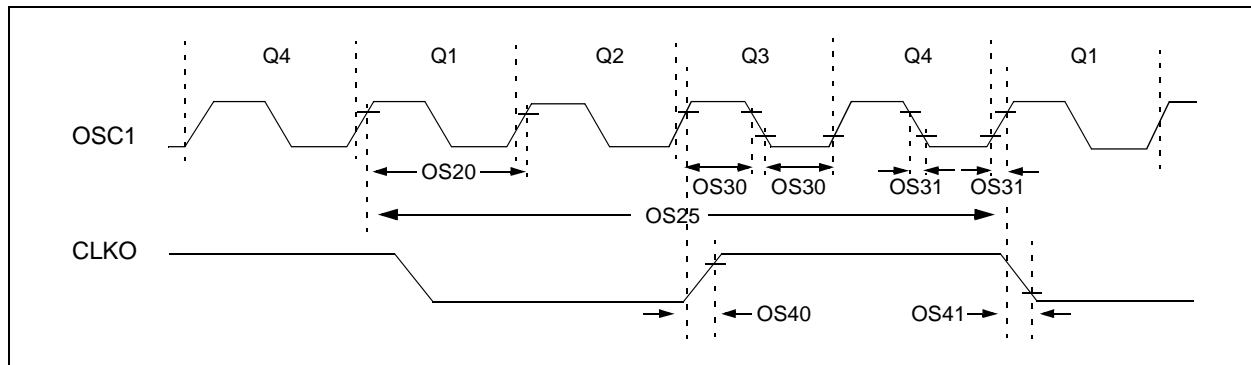 Q4 Q1 Q2 Q3 Q4 Q1
OSC1
OS20 OS30 OS30 OS31 OS31
OS25
CLKO
OS40 OS41